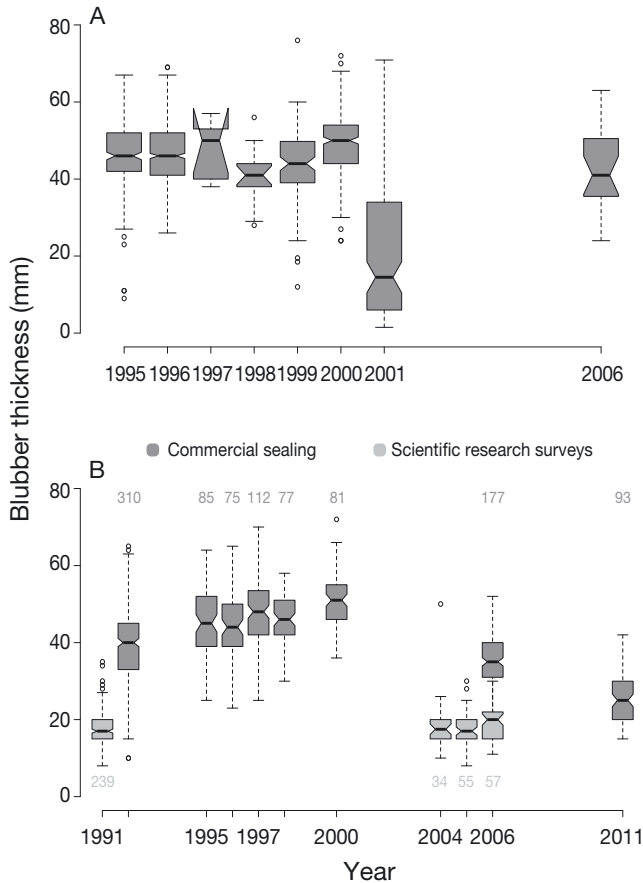 A
80
60
40
20
0
1995 1996 1997 1998 1999 2000 2001 2006
Blubber thickness (mm)
Commercial sealing Scientific research surveys
B
80
310 85 75 112 77 81 177 93
60
40
20
239 34 55 57
0
1991 1995 1997 2000 2004 2006 2011
Year